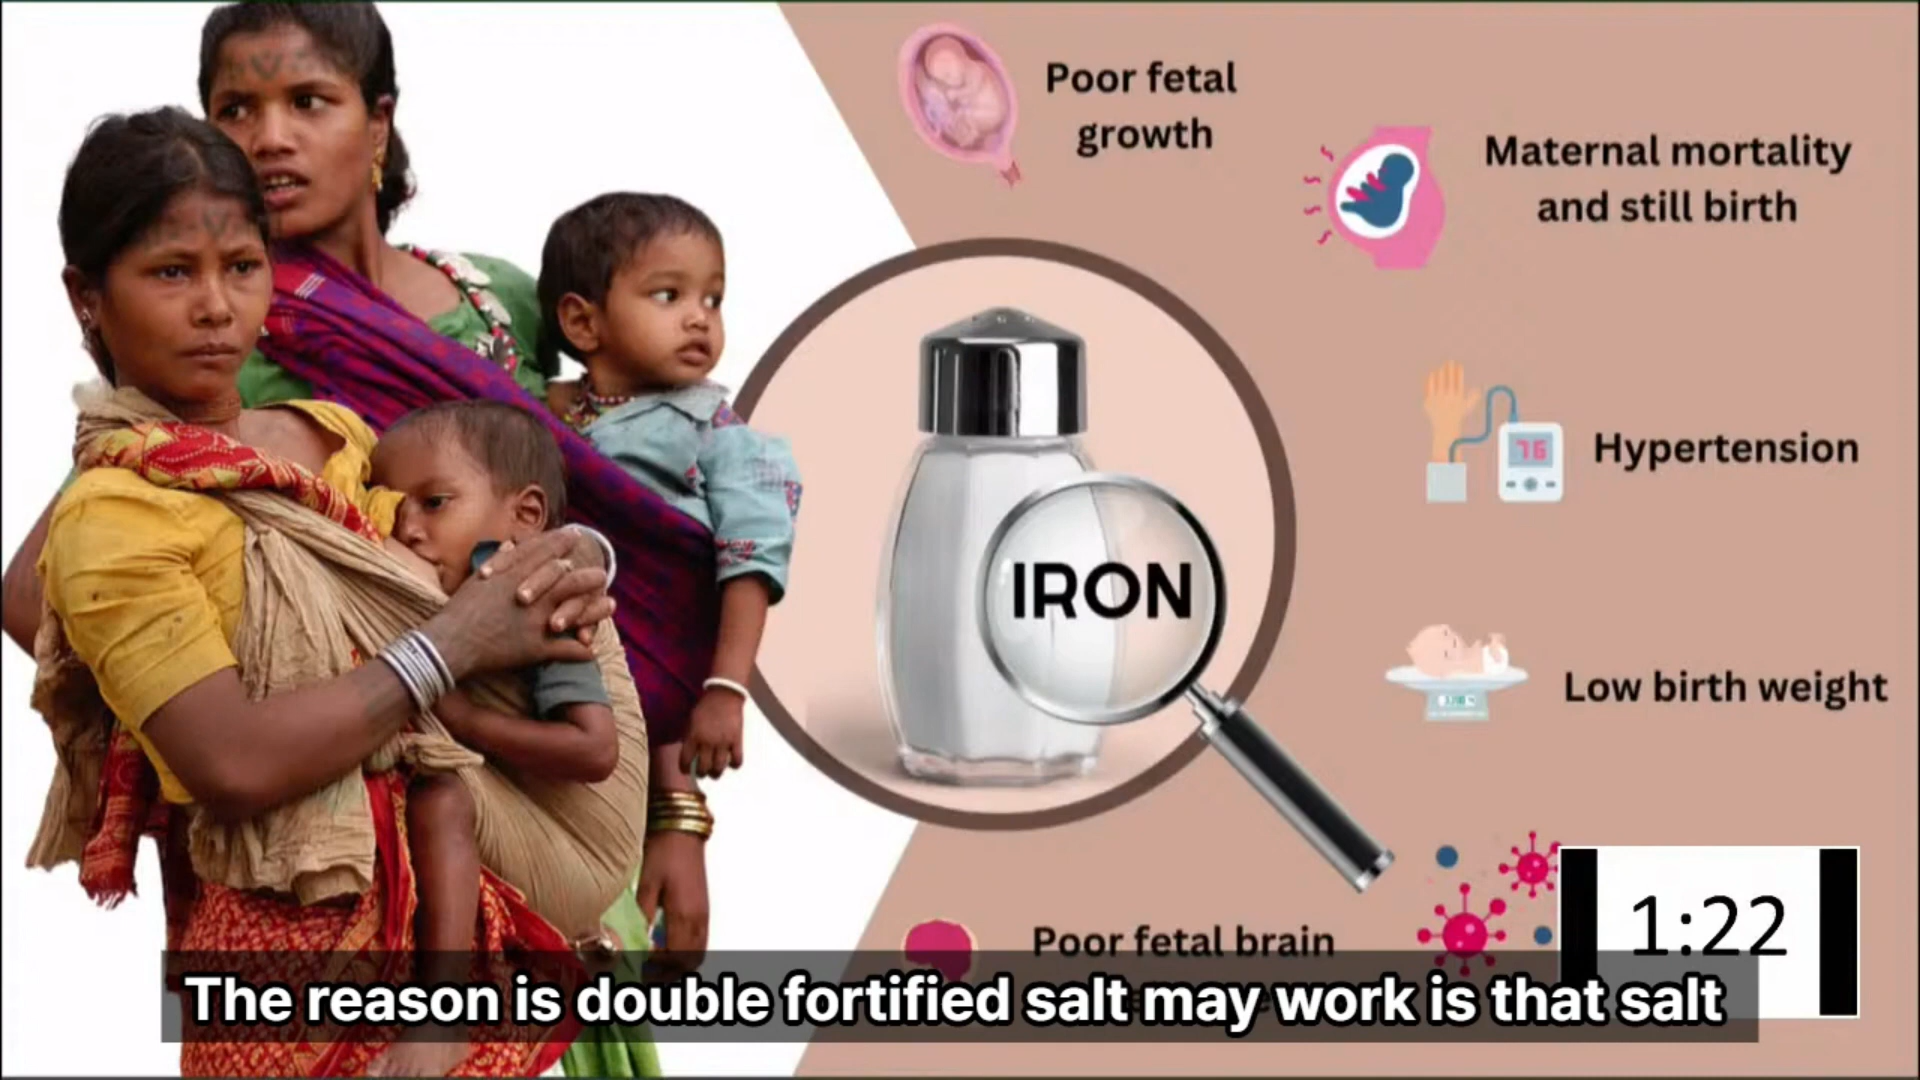 Poor fetal
growth
Maternal mortality
and still birth
Hypertension
76
IRON
Low birth weight
Poor fetal brain
1:22
The reason is double fortified salt may work is that salt